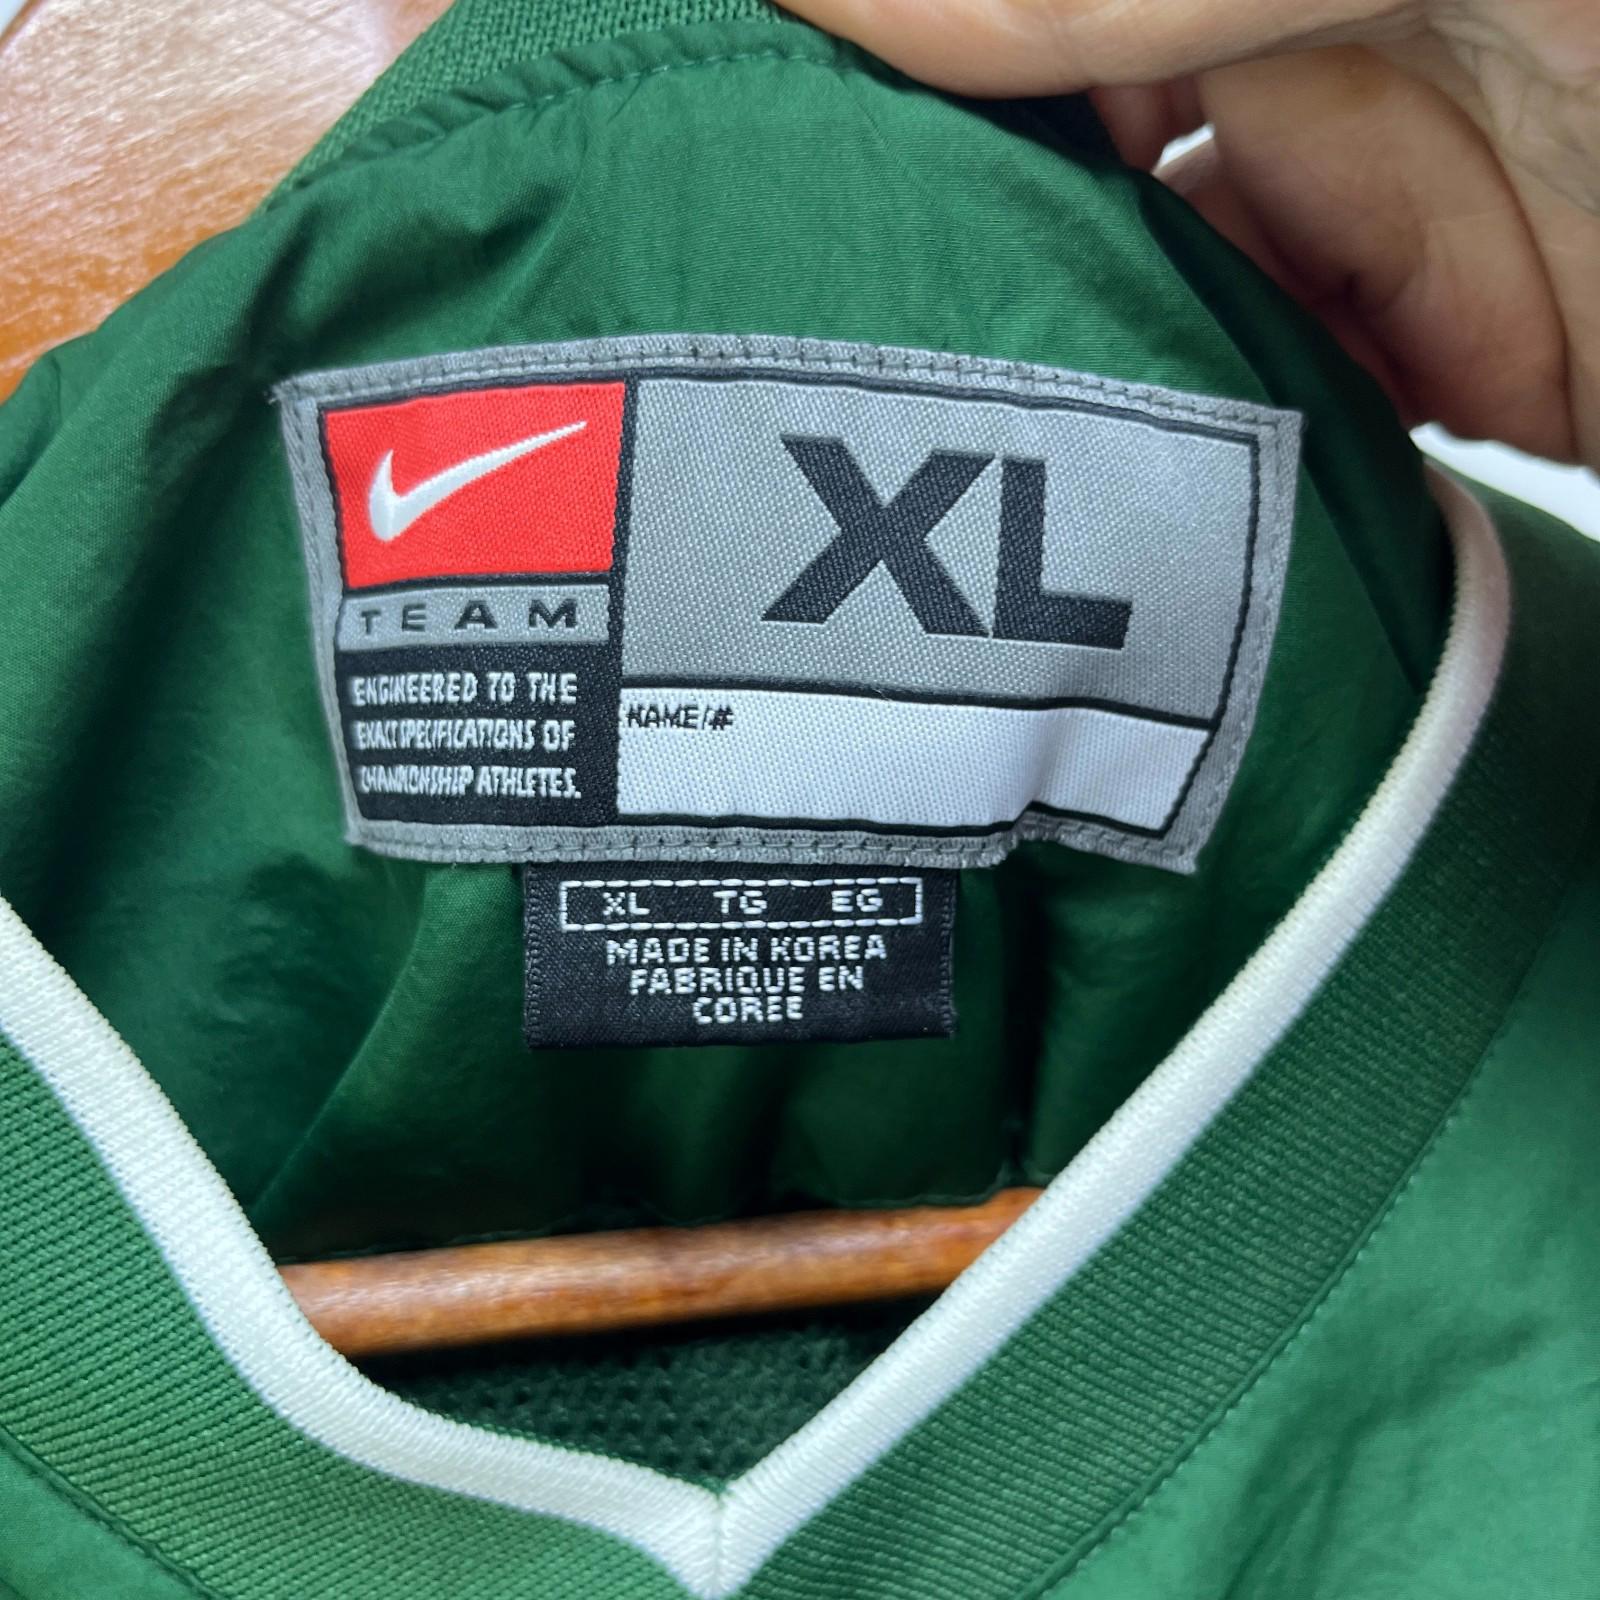 XL
TEAM
ENGINEERED TO THE
EXACT SPECIFICATIONS OF
CHAMPIONSHIP ATHLETES.
NAME/#
XL TG EG
MADE IN KOREA
FABRIQUE EN
COREE